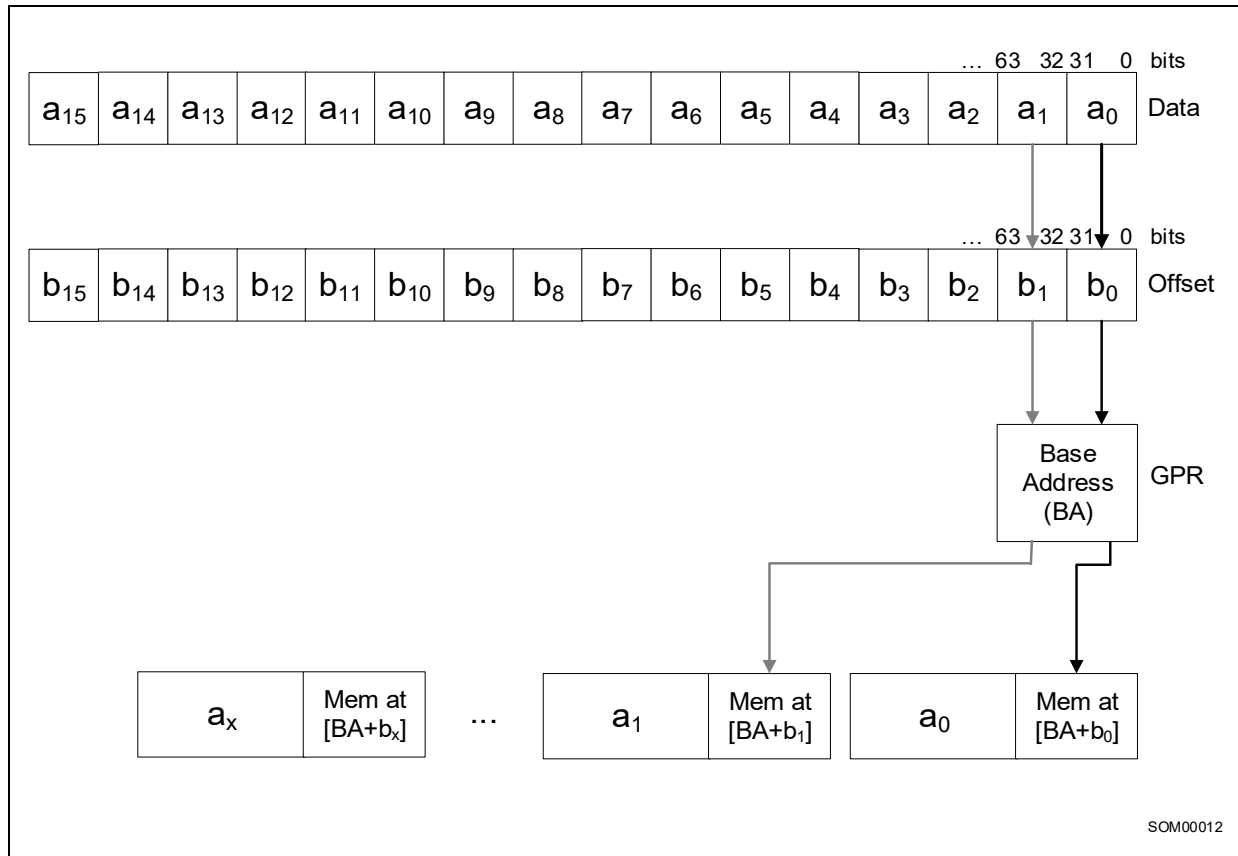 ... 63 32 31 0 bits
a15 a14 a13 a12 a11 a10 a9 a8 a7 a6 a5 a4 a3 a2 a1 a0 Data
... 63 32 31 0 bits
b15 b14 b13 b12 b11 b10 b9 b8 b7 b6 b5 b4 b3 b2 b1 b0 Offset
Base
Address
(BA)
GPR
ax
Mem at
[BA+bx]
...
a1
Mem at
[BA+b1]
a0
Mem at
[BA+b0]
SOM00012